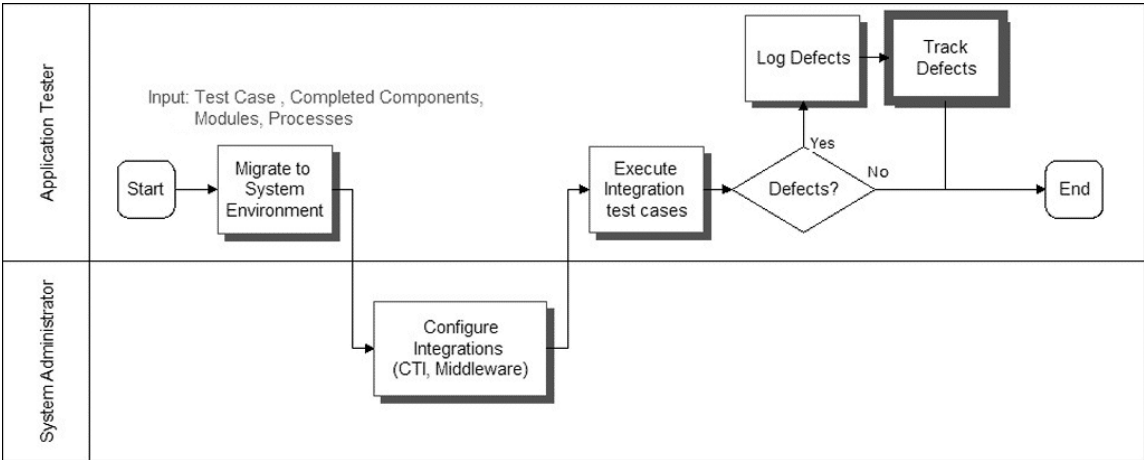 Application Tester
Input: Test Case , Completed Components,
Modules, Processes
Start
Migrate to
System
Environment
Execute
Integration
test cases
Defects?
Yes
No
Log Defects
Track
Defects
End
System Administrator
Configure
Integrations
(CTI, Middleware)